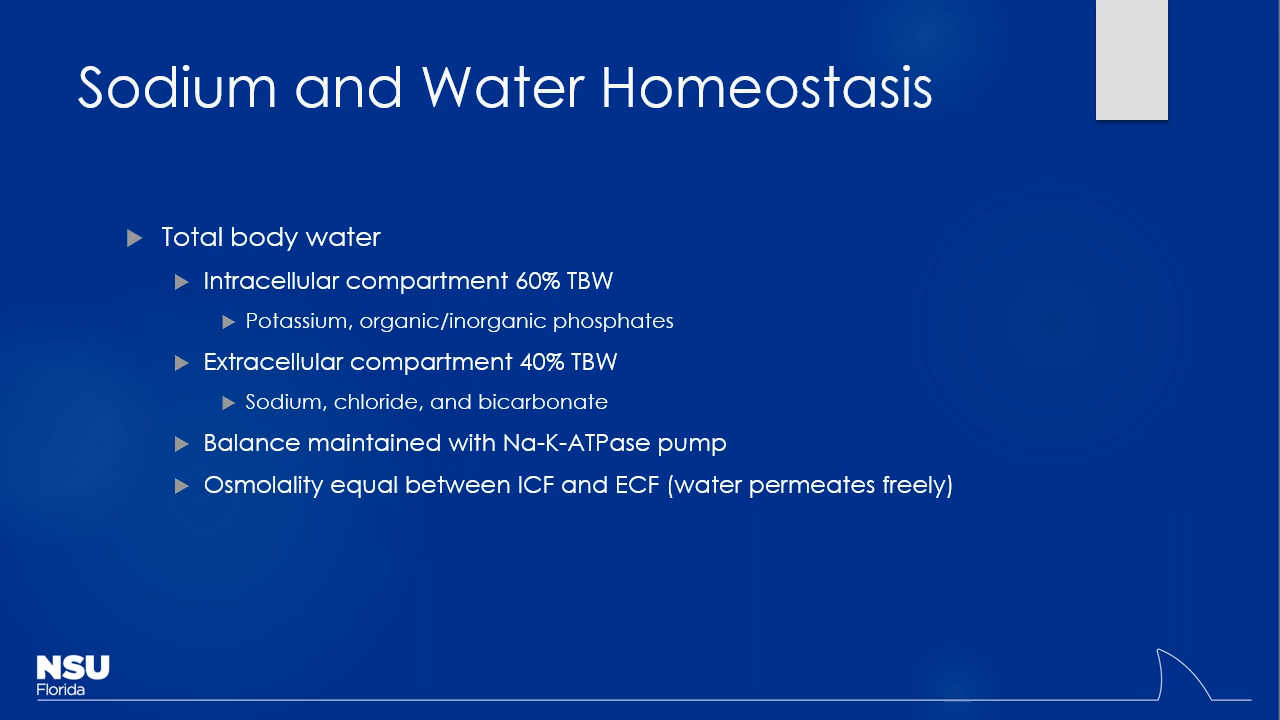 Sodium and Water Homeostasis
Total body water
Intracellular compartment 60% TBW
Potassium, organic/inorganic phosphates
Extracellular compartment 40% TBW
Sodium, chloride, and bicarbonate
Balance maintained with Na-K-ATPase pump
Osmolality equal between ICF and ECF (water permeates freely)
NSU
Florida